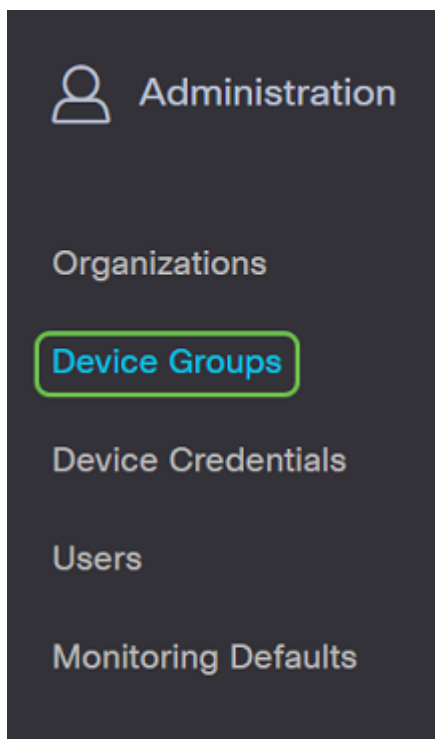 Administration
Organizations
Device Groups
Device Credentials
Users
Monitoring Defaults